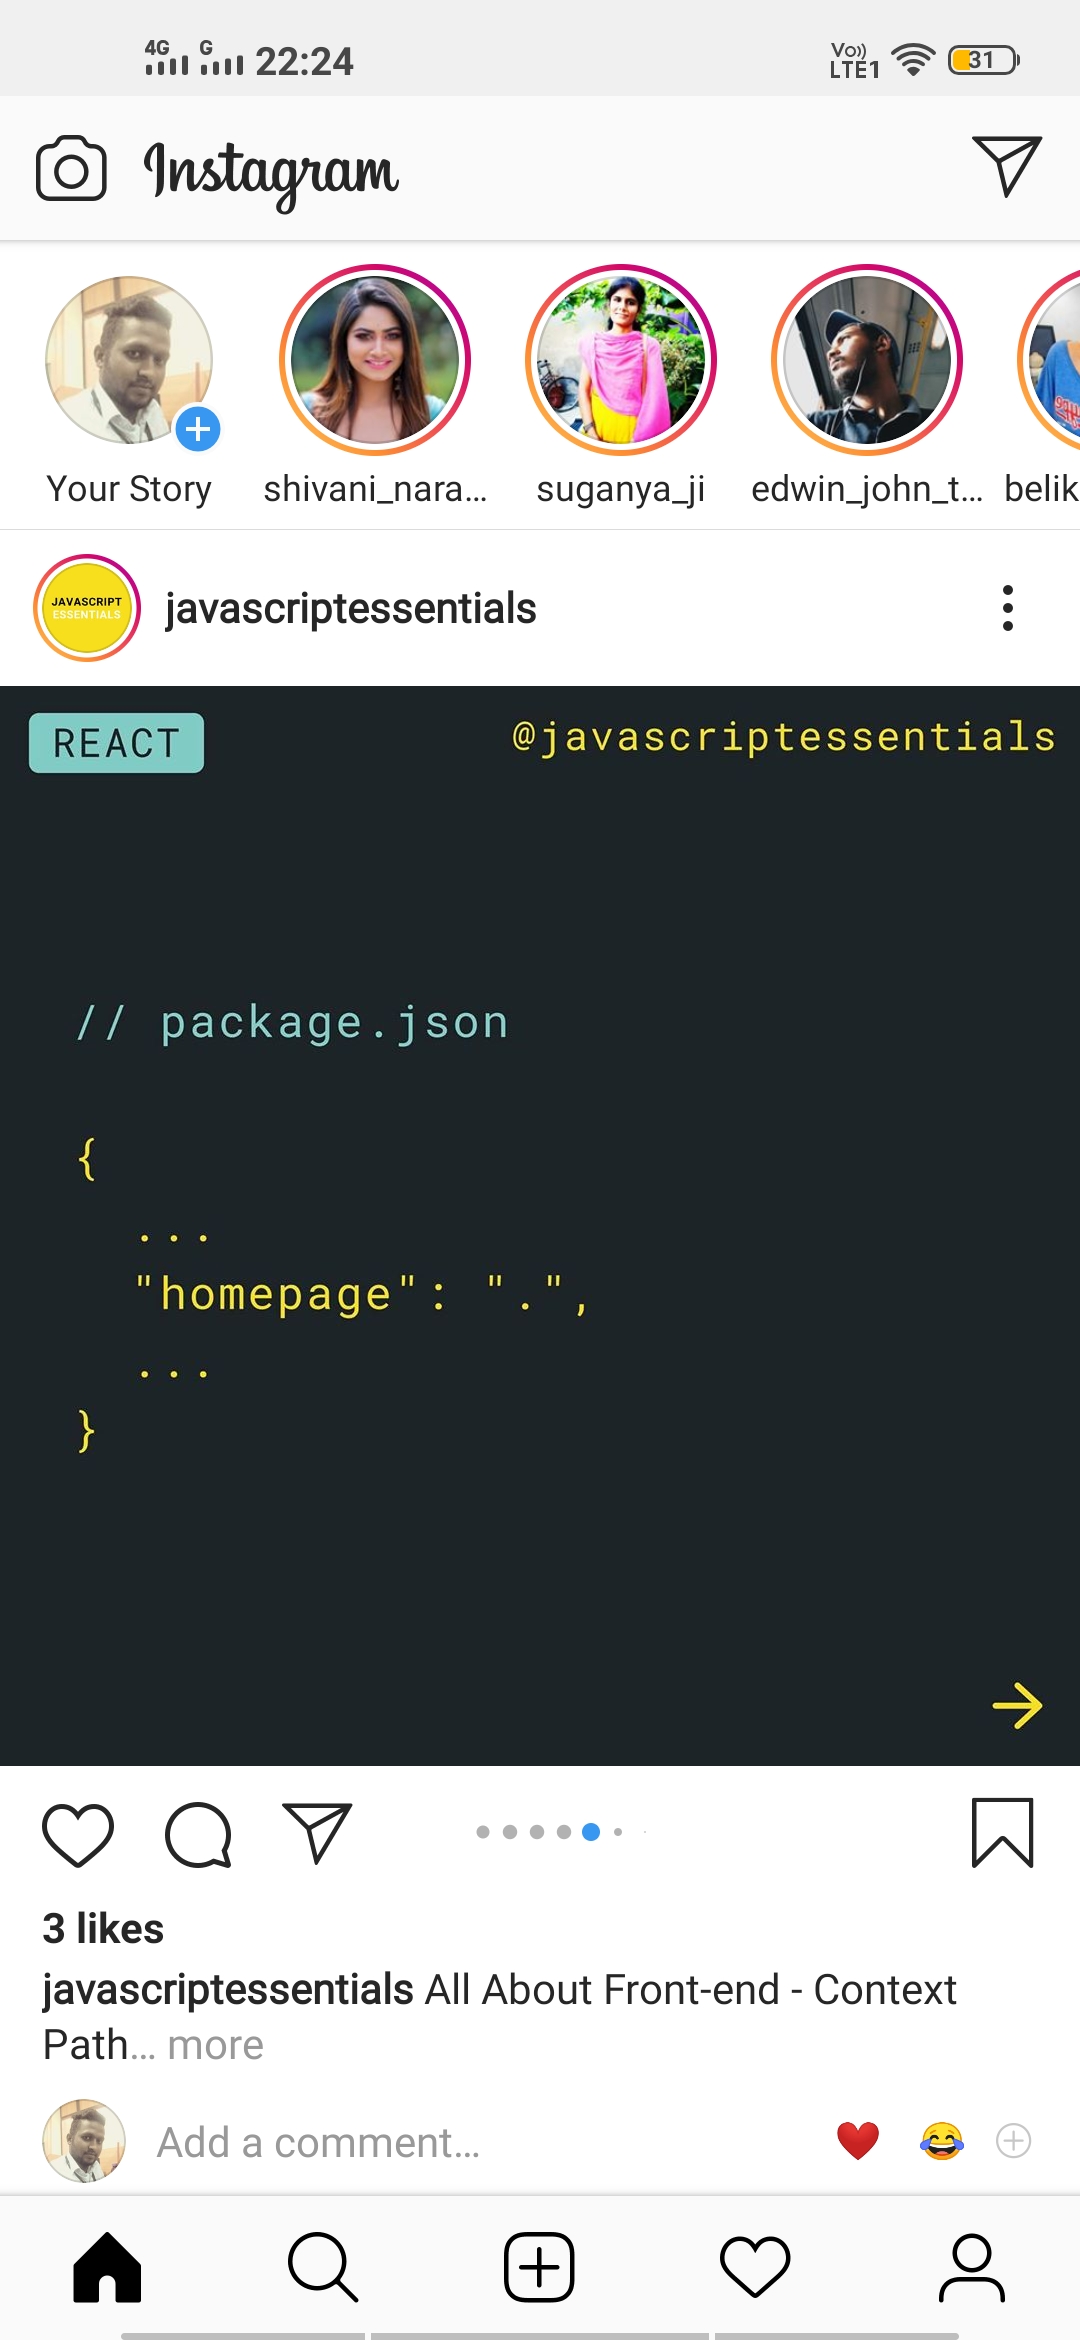 4G G 22:24 Vo)) LTE1 31
Instagram
Your Story shivani_nara... suganya_ji edwin_john_t... belik
JAVASCRIPT
ESSENTIALS
javascriptessentials
REACT @javascriptessentials
// package.json
{
...
"homepage": ".",
...
}
3 likes
javascriptessentials All About Front-end - Context
Path... more
Add a comment...